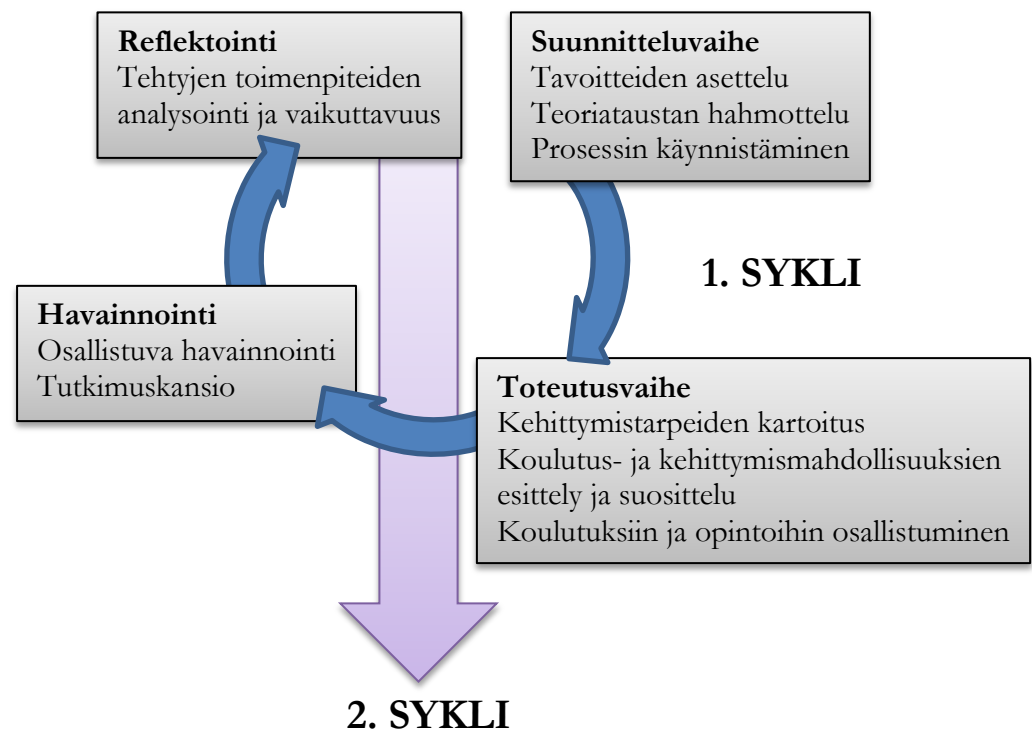 Reflektointi
Tehtyjen toimenpiteiden
analysointi ja vaikuttavuus
Suunnitteluvaihe
Tavoitteiden asettelu
Teoriataustan hahmottelu
Prosessin käynnistäminen
1. SYKLI
Havainnointi
Osallistuva havainnointi
Tutkimuskansio
Toteutusvaihe
Kehittymistarpeiden kartoitus
Koulutus- ja kehittymismahdollisuuksien
esittely ja suosittelu
Koulutuksiin ja opintoihin osallistuminen
2. SYKLI